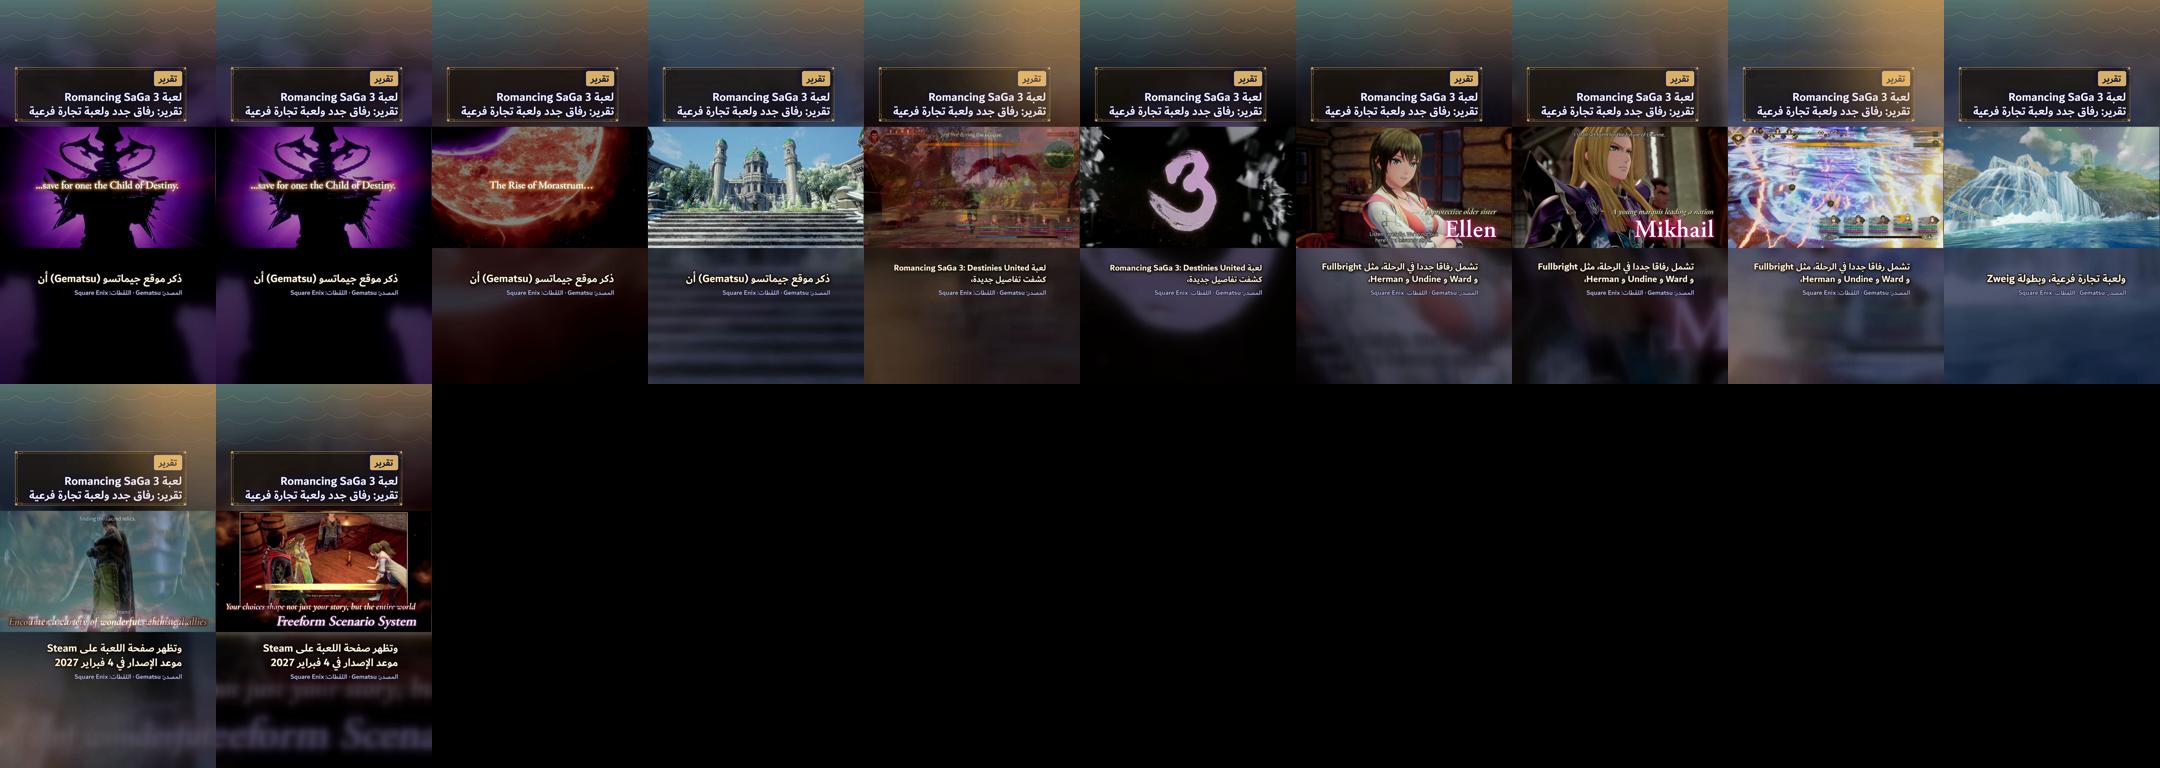 تقرير
لعبة Romancing SaGa 3
تقرير: رفاق جدد ولعبة تجارة فرعية
...save for one: the Child of Destiny.
ذكر موقع جيماتسو (Gematsu) أن
المصدر: Gematsu · اللقطات: Square Enix
تقرير
لعبة Romancing SaGa 3
تقرير: رفاق جدد ولعبة تجارة فرعية
...save for one: the Child of Destiny.
ذكر موقع جيماتسو (Gematsu) أن
المصدر: Gematsu · اللقطات: Square Enix
تقرير
لعبة Romancing SaGa 3
تقرير: رفاق جدد ولعبة تجارة فرعية
The Rise of Morastrum...
ذكر موقع جيماتسو (Gematsu) أن
المصدر: Gematsu · اللقطات: Square Enix
تقرير
لعبة Romancing SaGa 3
تقرير: رفاق جدد ولعبة تجارة فرعية
ذكر موقع جيماتسو (Gematsu) أن
المصدر: Gematsu · اللقطات: Square Enix
تقرير
لعبة Romancing SaGa 3
تقرير: رفاق جدد ولعبة تجارة فرعية
لعبة Romancing SaGa 3: Destinies United
كشفت تفاصيل جديدة،
المصدر: Gematsu · اللقطات: Square Enix
تقرير
لعبة Romancing SaGa 3
تقرير: رفاق جدد ولعبة تجارة فرعية
3
لعبة Romancing SaGa 3: Destinies United
كشفت تفاصيل جديدة،
المصدر: Gematsu · اللقطات: Square Enix
تقرير
لعبة Romancing SaGa 3
تقرير: رفاق جدد ولعبة تجارة فرعية
protective older sister
Ellen
تشمل رفاقا جددا في الرحلة، مثل Fullbright
و Ward و Undine و Herman،
المصدر: Gematsu · اللقطات: Square Enix
تقرير
لعبة Romancing SaGa 3
تقرير: رفاق جدد ولعبة تجارة فرعية
A young marquis leading a nation
Mikhail
تشمل رفاقا جددا في الرحلة، مثل Fullbright
و Ward و Undine و Herman،
المصدر: Gematsu · اللقطات: Square Enix
تقرير
لعبة Romancing SaGa 3
تقرير: رفاق جدد ولعبة تجارة فرعية
تشمل رفاقا جددا في الرحلة، مثل Fullbright
و Ward و Undine و Herman،
المصدر: Gematsu · اللقطات: Square Enix
تقرير
لعبة Romancing SaGa 3
تقرير: رفاق جدد ولعبة تجارة فرعية
ولعبة تجارة فرعية، وبطولة Zweig
المصدر: Gematsu · اللقطات: Square Enix
تقرير
لعبة Romancing SaGa 3
تقرير: رفاق جدد ولعبة تجارة فرعية
of wonderful allies
وتظهر صفحة اللعبة على Steam
موعد الإصدار في 4 فبراير 2027
المصدر: Gematsu · اللقطات: Square Enix
تقرير
لعبة Romancing SaGa 3
تقرير: رفاق جدد ولعبة تجارة فرعية
Your choices shape not just your story, but the entire world
Freeform Scenario System
وتظهر صفحة اللعبة على Steam
موعد الإصدار في 4 فبراير 2027
المصدر: Gematsu · اللقطات: Square Enix